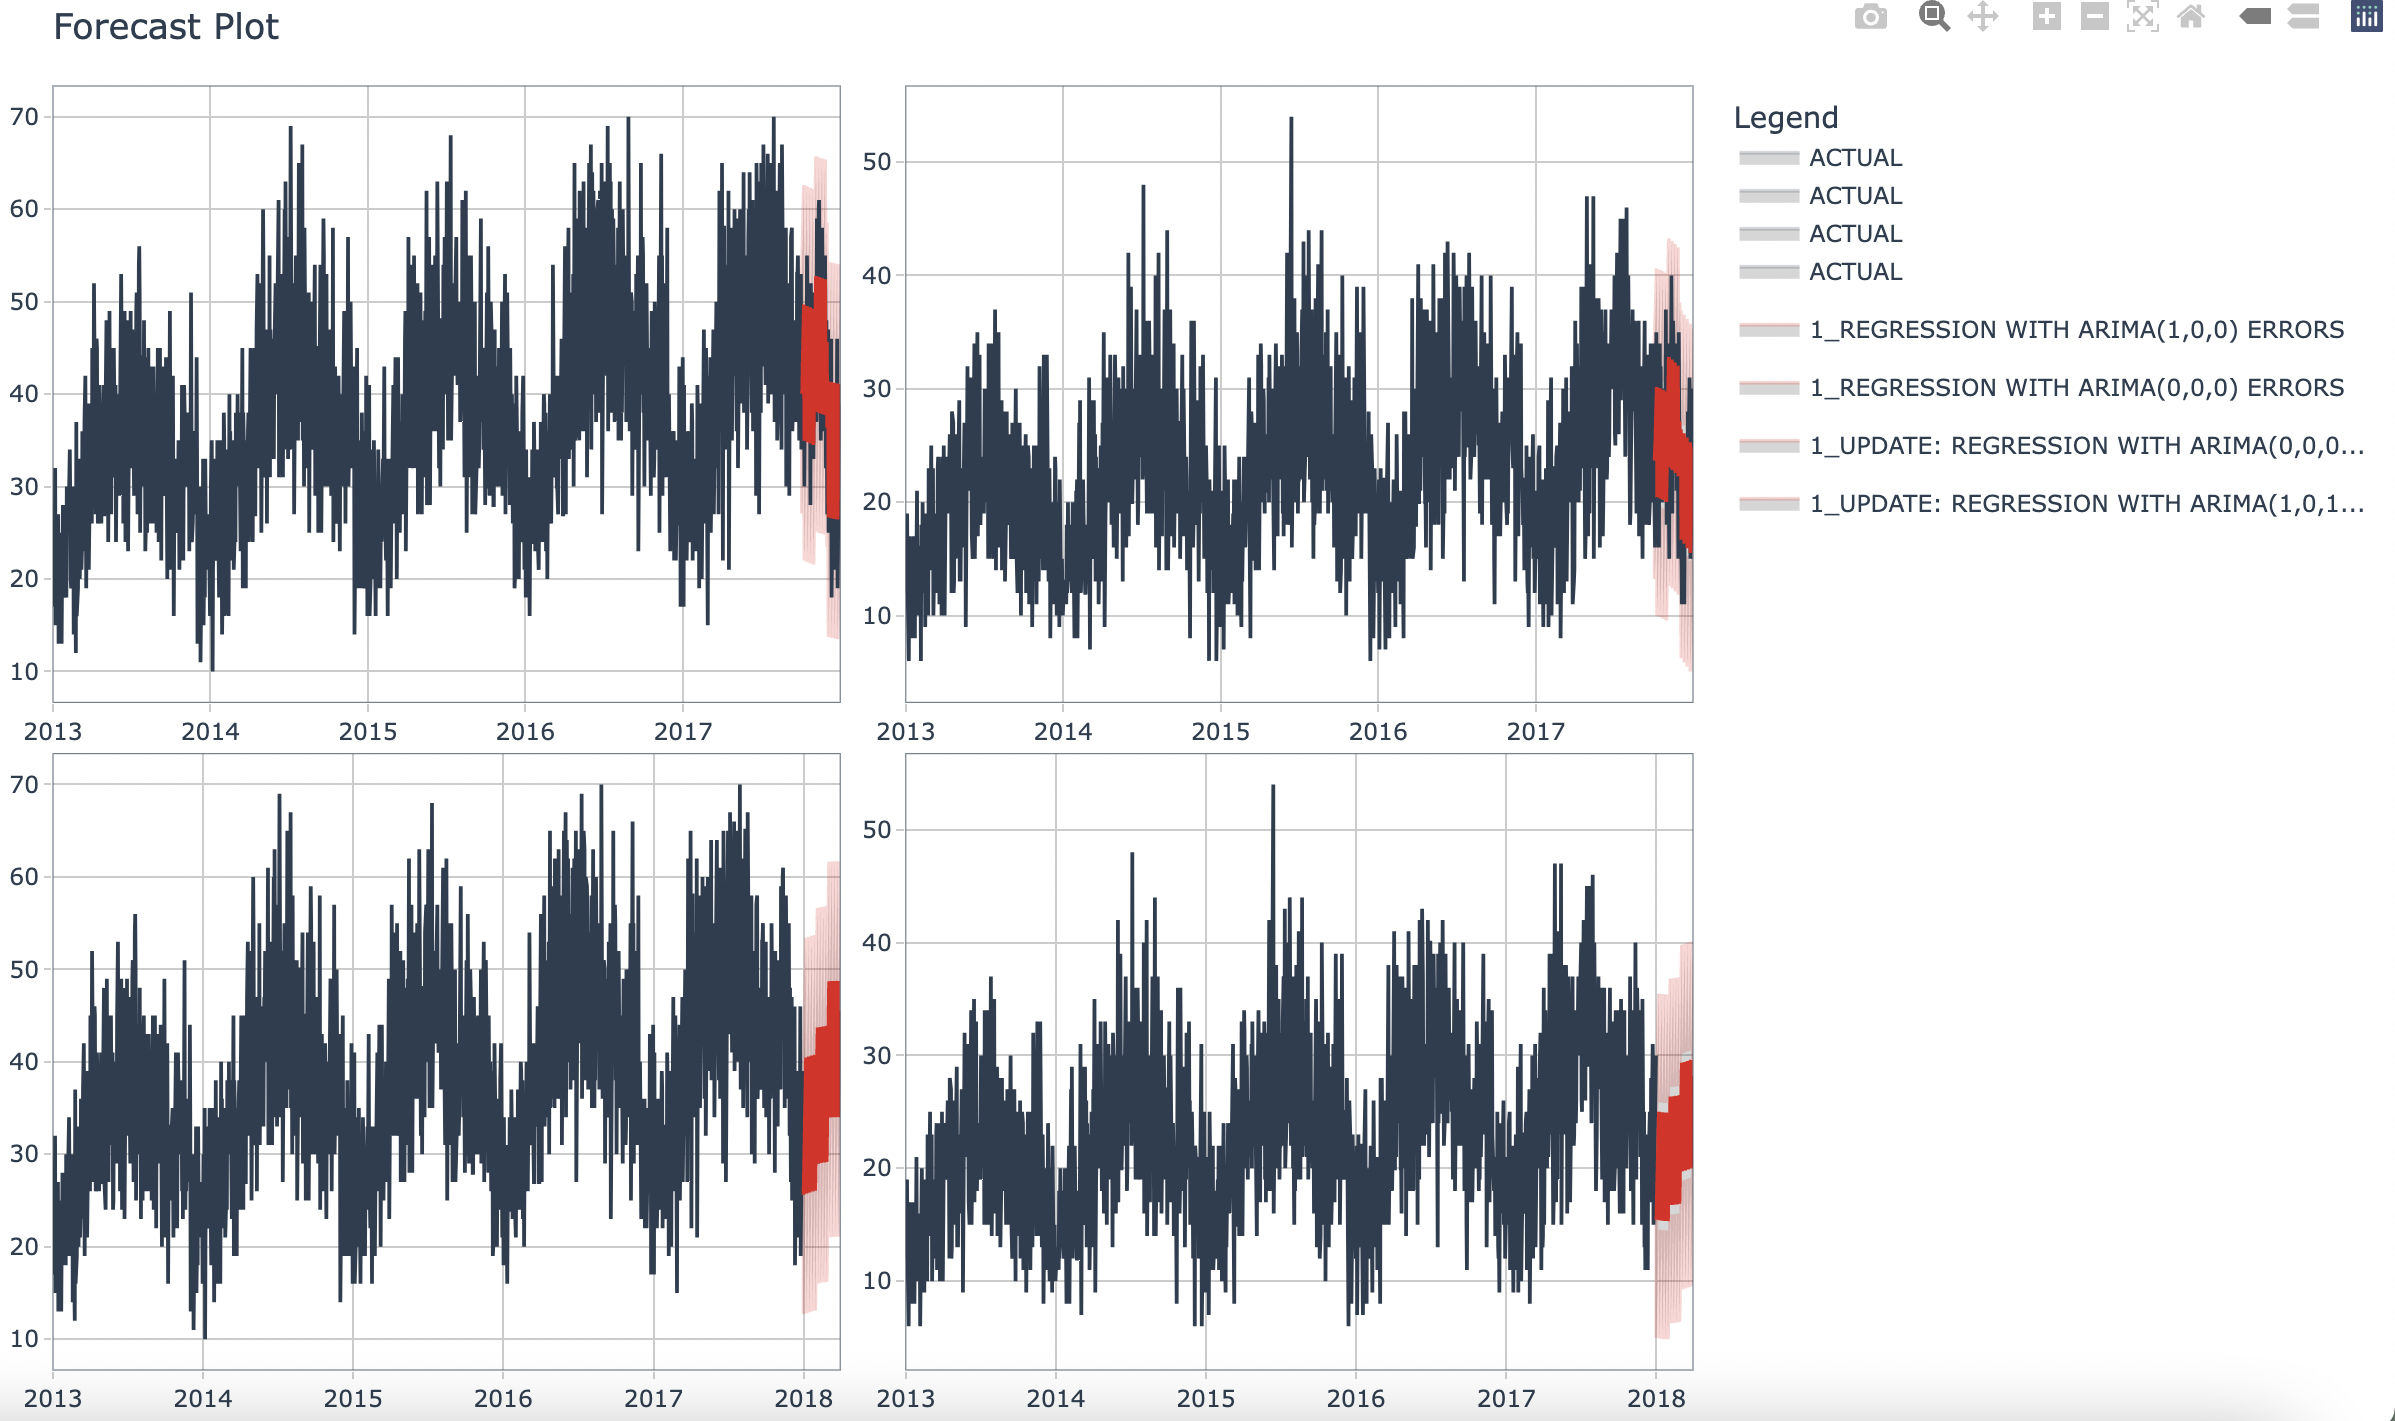 Forecast Plot
70
60
50
40
30
20
10
2013 2014 2015 2016 2017
50
40
30
20
10
2013 2014 2015 2016 2017
Legend
ACTUAL
ACTUAL
ACTUAL
ACTUAL
1_REGRESSION WITH ARIMA(1,0,0) ERRORS
1_REGRESSION WITH ARIMA(0,0,0) ERRORS
1_UPDATE: REGRESSION WITH ARIMA(0,0,0...
1_UPDATE: REGRESSION WITH ARIMA(1,0,1...
70
60
50
40
30
20
10
2013 2014 2015 2016 2017 2018
50
40
30
20
10
2013 2014 2015 2016 2017 2018